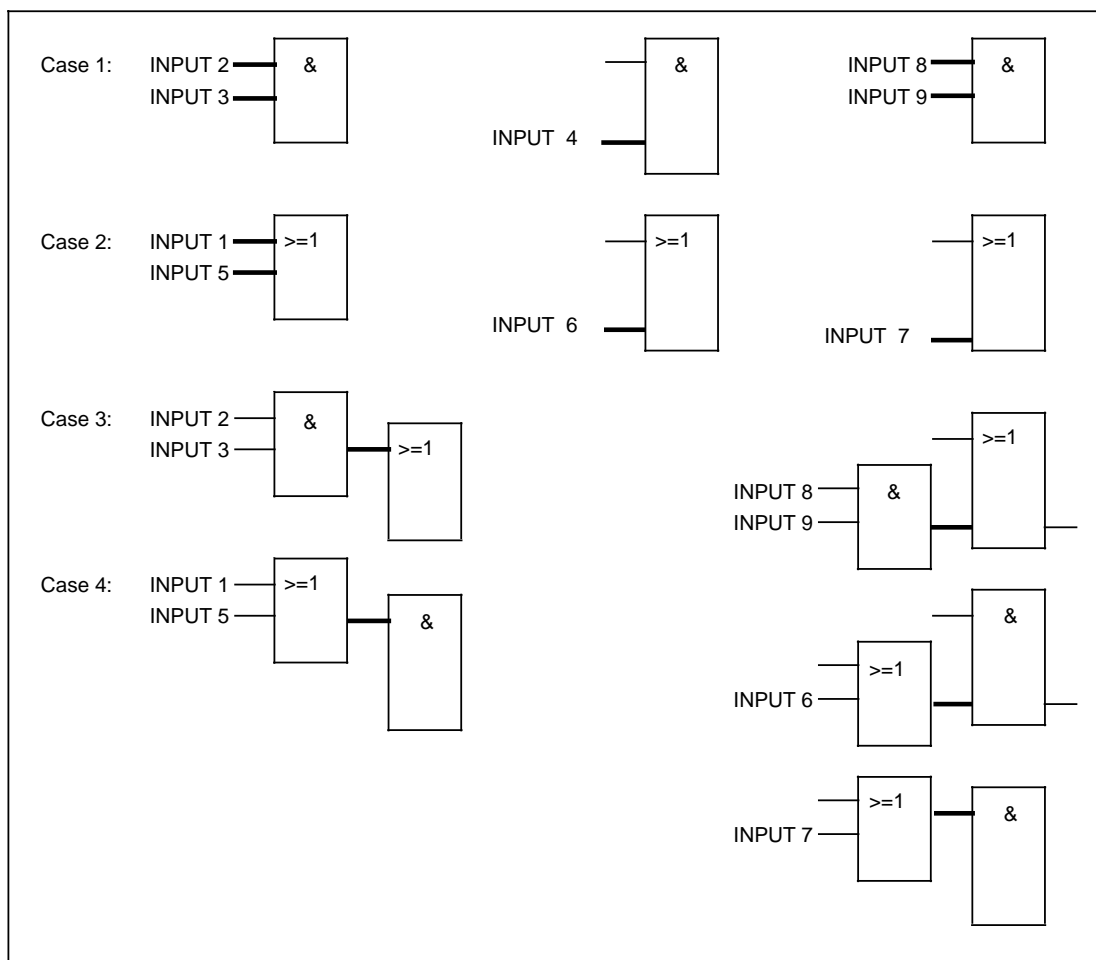 Case 1:
INPUT 2
INPUT 3
&
INPUT 4
&
INPUT 8
INPUT 9
&
Case 2:
INPUT 1
INPUT 5
>=1
INPUT 6
>=1
INPUT 7
>=1
Case 3:
INPUT 2
INPUT 3
&
>=1
INPUT 8
INPUT 9
&
>=1
Case 4:
INPUT 1
INPUT 5
>=1
&
INPUT 6
>=1
&
INPUT 7
>=1
&